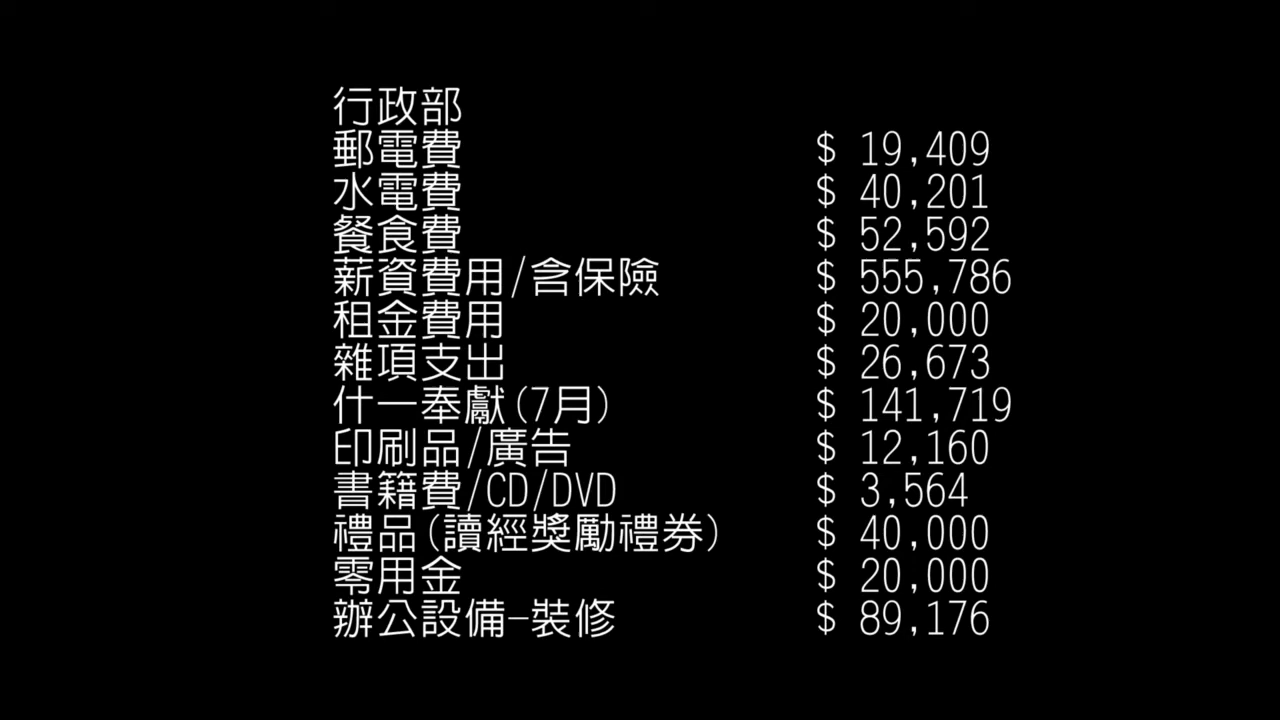 行政部
郵電費 $ 19,409
水電費 $ 40,201
餐食費 $ 52,592
薪資費用/含保險 $ 555,786
租金費用 $ 20,000
雜項支出 $ 26,673
什一奉獻(7月) $ 141,719
印刷品/廣告 $ 12,160
書籍費/CD/DVD $ 3,564
禮品(讀經獎勵禮券) $ 40,000
零用金 $ 20,000
辦公設備-裝修 $ 89,176